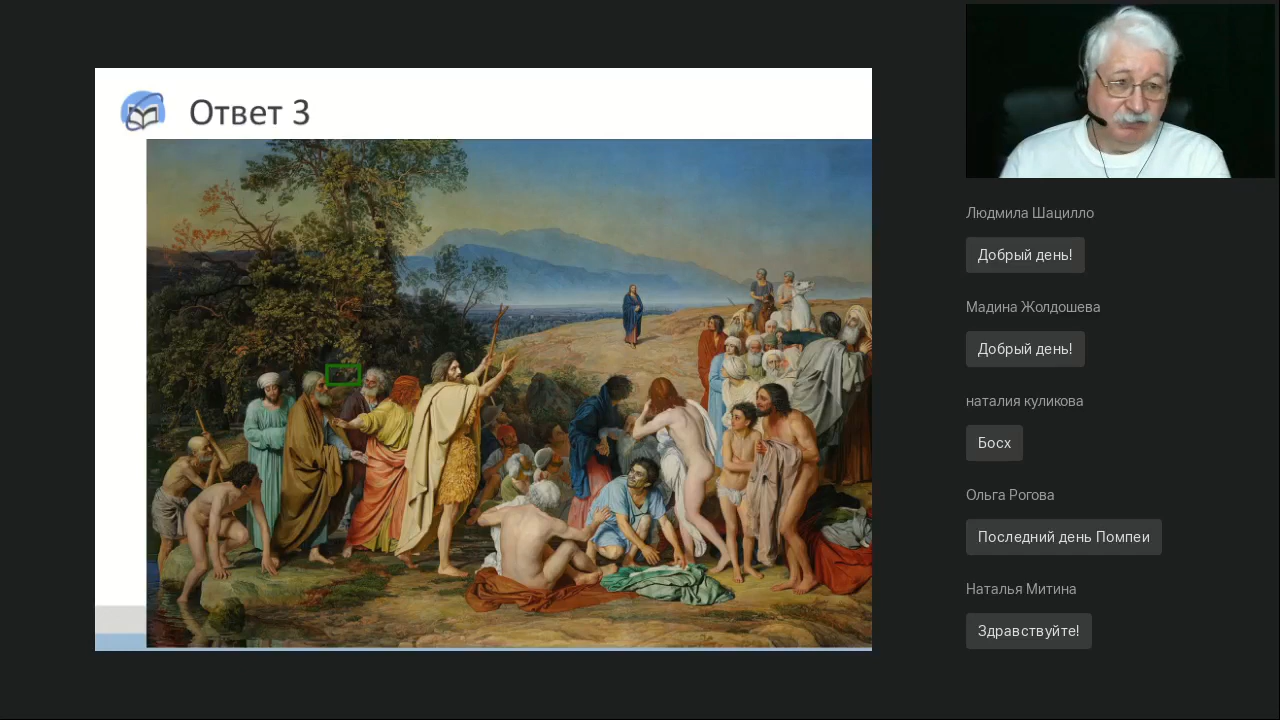 Ответ 3
Людмила Шацилло
Добрый день!
Мадина Жолдошева
Добрый день!
наталия куликова
Босх
Ольга Рогова
Последний день Помпеи
Наталья Митина
Здравствуйте!